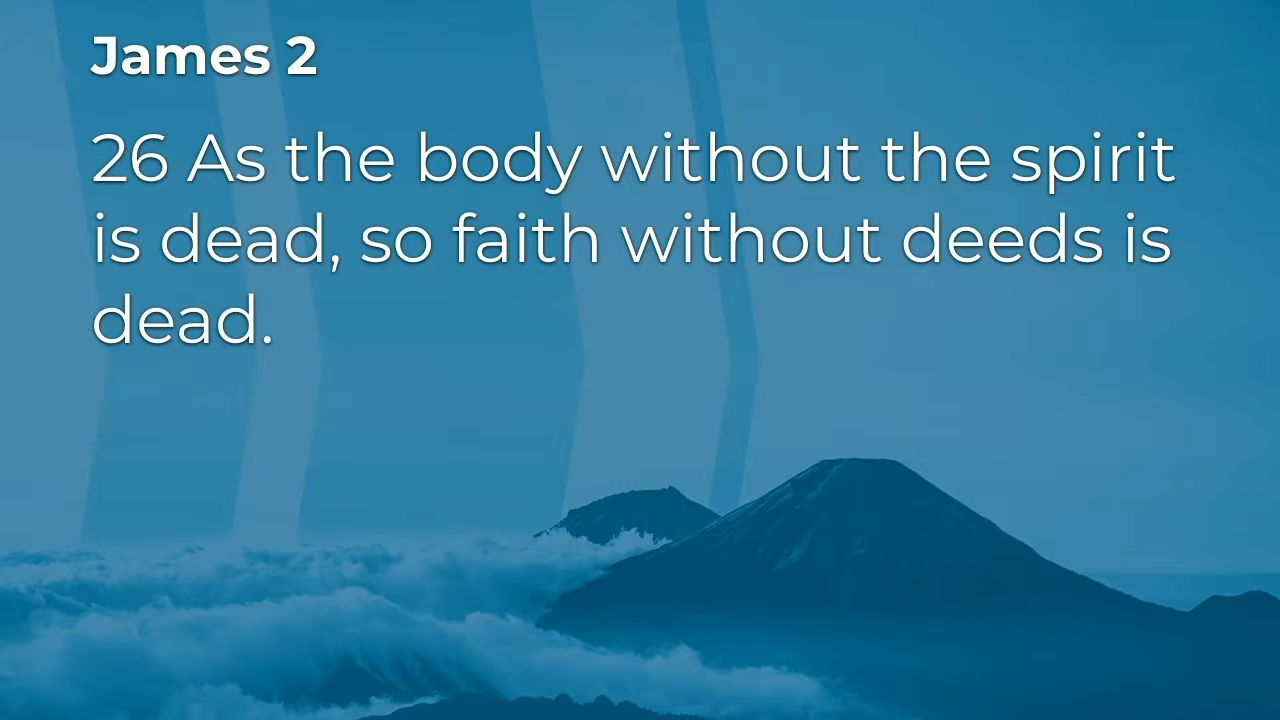 James 2
26 As the body without the spirit
is dead, so faith without deeds is
dead.